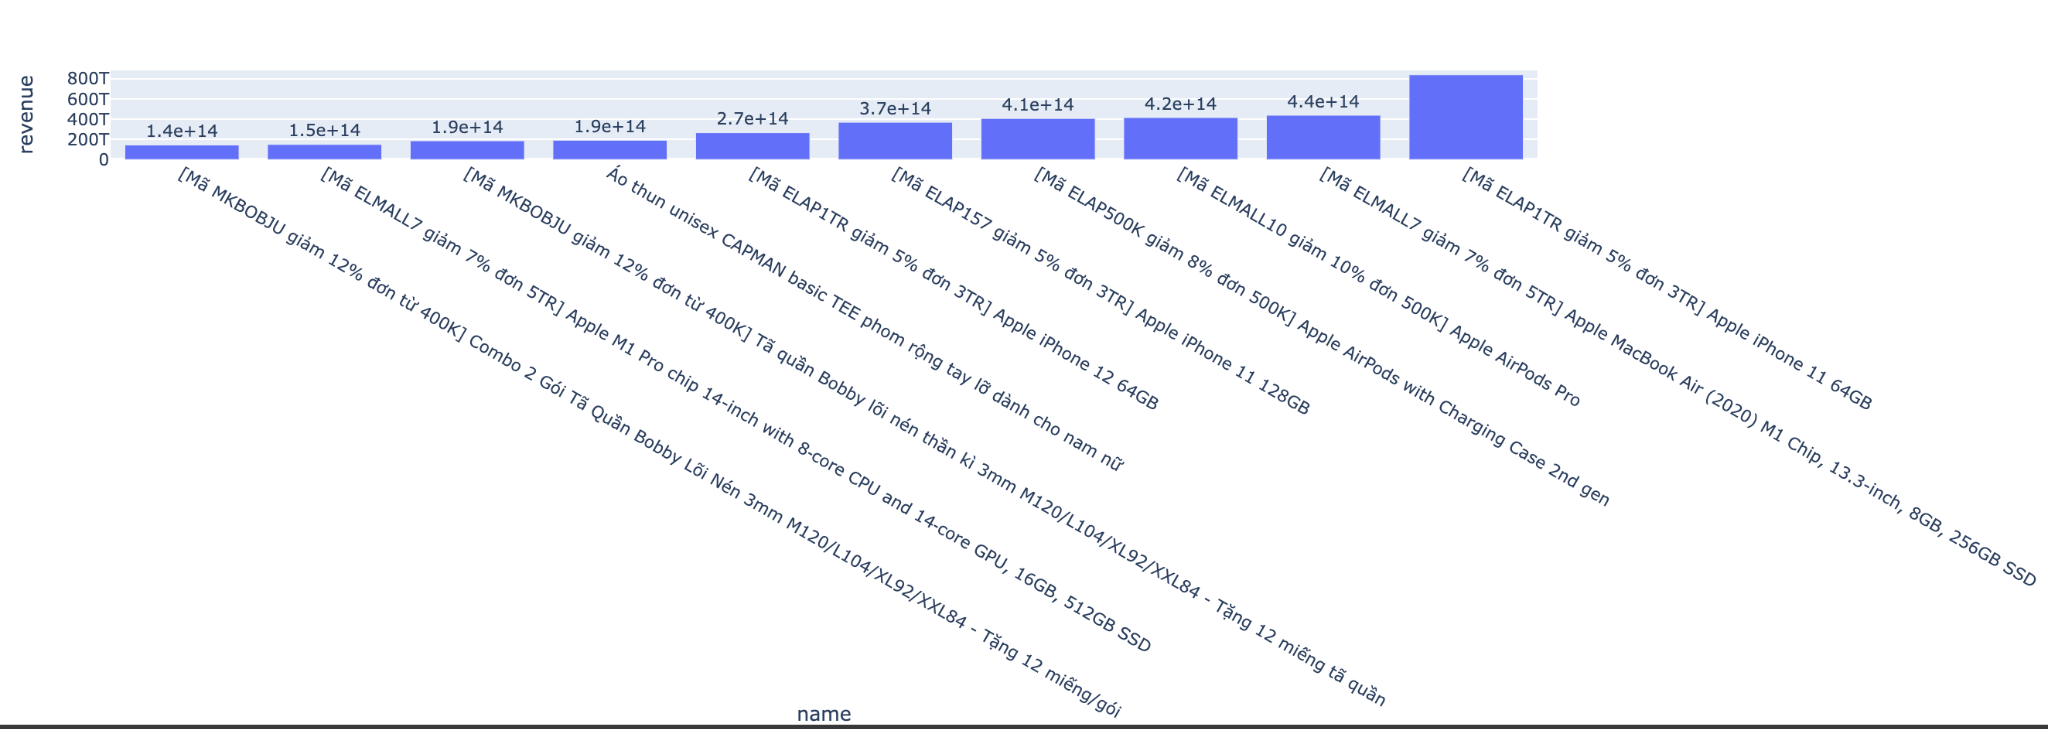 revenue
800T
600T
400T
200T
0
1.4e+14
1.5e+14
1.9e+14
1.9e+14
2.7e+14
3.7e+14
4.1e+14
4.2e+14
4.4e+14
[Mã MKBOBJU giảm 12% đơn từ 400K] Combo 2 Gói Tã Quần Bobby Lõi Nén 3mm M120/L104/XL92/XXL84 - Tặng 12 miếng/gói
[Mã ELMALL7 giảm 7% đơn 5TR] Apple M1 Pro chip 14-inch with 8-core CPU and 14-core GPU, 16GB, 512GB SSD
[Mã MKBOBJU giảm 12% đơn từ 400K] Tã quần Bobby lõi nén thần kì 3mm M120/L104/XL92/XXL84 - Tặng 12 miếng tã quần
Áo thun unisex CAPMAN basic TEE phom rộng tay lỡ dành cho nam nữ
[Mã ELAP1TR giảm 5% đơn 3TR] Apple iPhone 12 64GB
[Mã ELAP157 giảm 5% đơn 3TR] Apple iPhone 11 128GB
[Mã ELAP500K giảm 8% đơn 500K] Apple AirPods with Charging Case 2nd gen
[Mã ELMALL10 giảm 10% đơn 500K] Apple AirPods Pro
[Mã ELMALL7 giảm 7% đơn 5TR] Apple MacBook Air (2020) M1 Chip, 13.3-inch, 8GB, 256GB SSD
[Mã ELAP1TR giảm 5% đơn 3TR] Apple iPhone 11 64GB
name